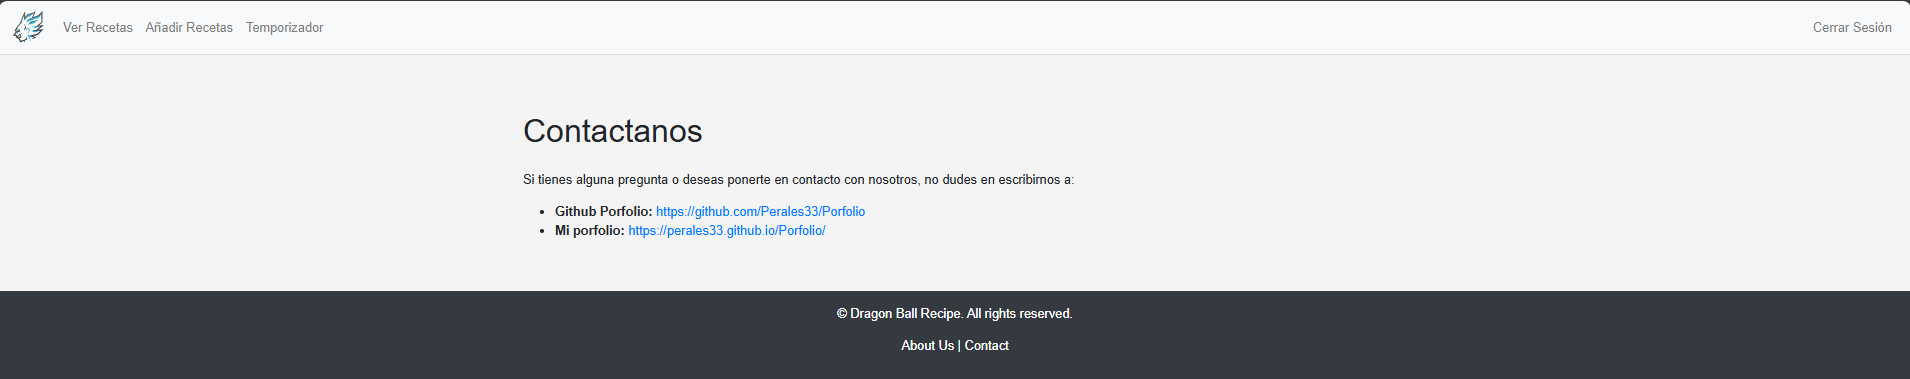 Ver Recetas Añadir Recetas Temporizador Cerrar Sesión
Contactanos
Si tienes alguna pregunta o deseas ponerte en contacto con nosotros, no dudes en escribirnos a:
• Github Porfolio: https://github.com/Perales33/Porfolio
• Mi porfolio: https://perales33.github.io/Porfolio/
© Dragon Ball Recipe. All rights reserved.
About Us | Contact